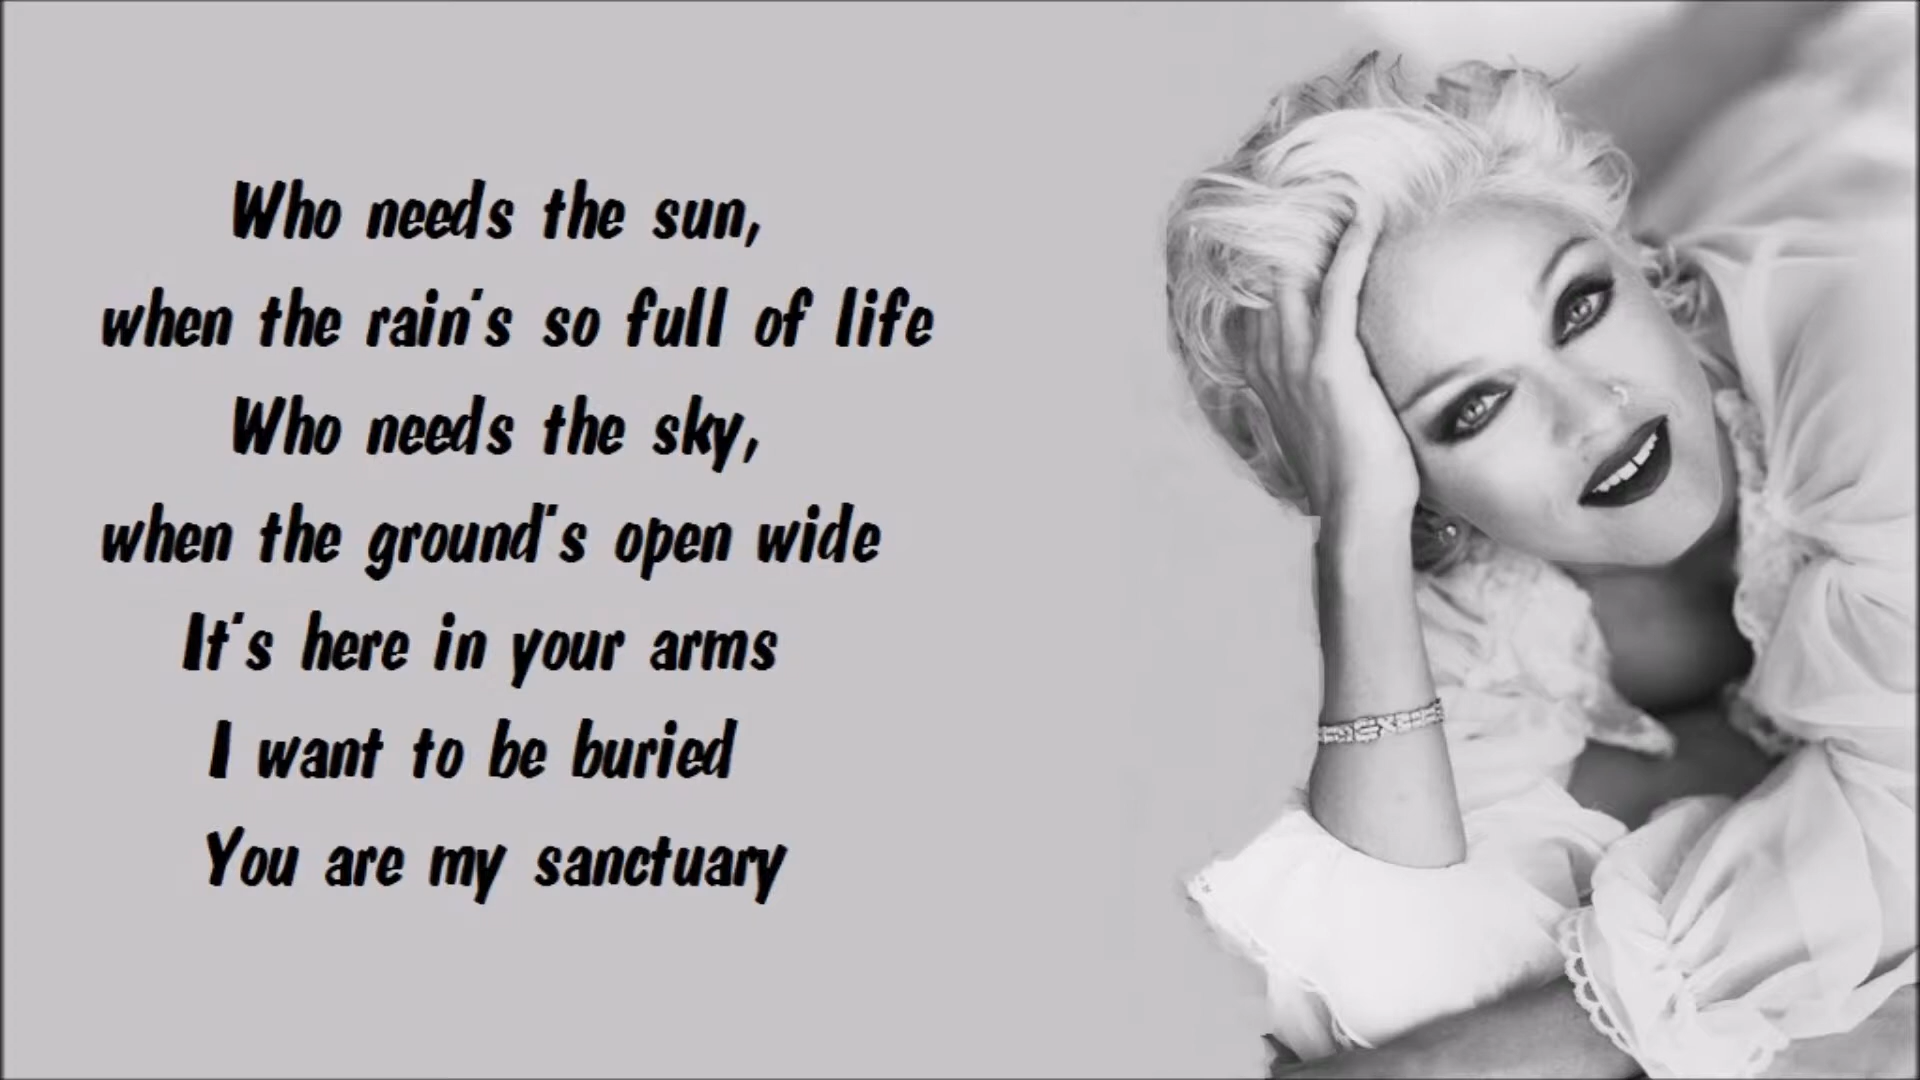 Who needs the sun,
when the rain's so full of life
Who needs the sky,
when the ground's open wide
It's here in your arms
I want to be buried
You are my sanctuary